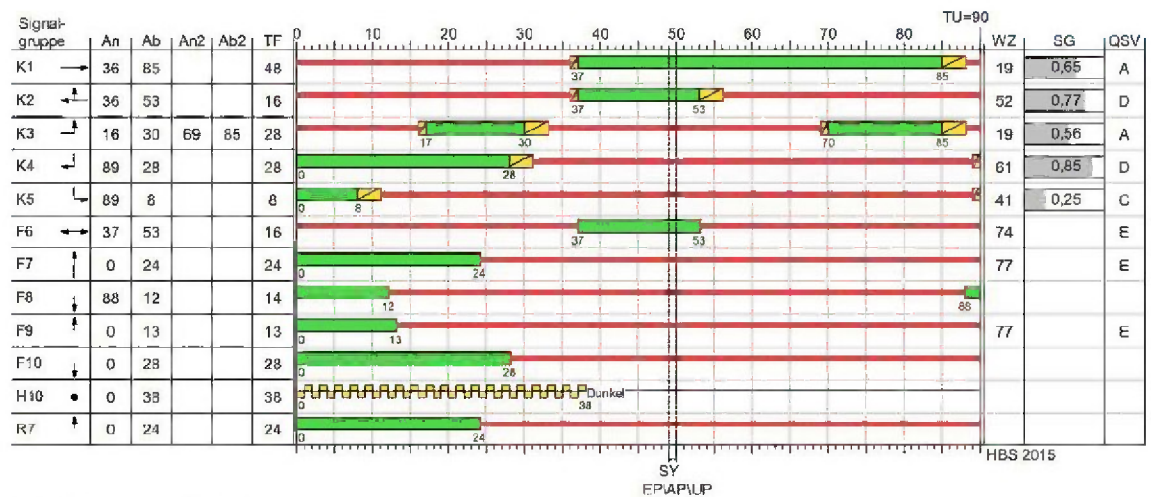 TU=90
Signal-
gruppe An Ab An2 Ab2 TF 0 10 20 30 40 50 60 70 80 WZ SG QSV
K1 36 85 48 37 85 19 0,65 A
K2 36 53 16 37 53 52 0,77 D
K3 16 30 69 85 28 17 30 70 85 19 0,56 A
K4 89 28 28 0 28 61 0,85 D
K5 89 8 8 0 8 41 0,25 C
F6 37 53 16 37 53 74 E
F7 0 24 24 0 24 77 E
F8 88 12 14 12 88
F9 0 13 13 0 13 77 E
F10 0 28 28 0 28
H10 0 38 38 0 38 Dunkel
R7 0 24 24 0 24
HBS 2015
SY
EP\AP\UP